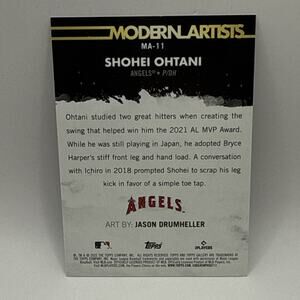 MODERN ARTISTS
MA-11
SHOHEI OHTANI
ANGELS® • P/DH
Ohtani studied two great hitters when creating the
swing that helped win him the 2021 AL MVP Award.
While he was still playing in Japan, he adopted Bryce
Harper's stiff front leg and hand load. A conversation
with Ichiro in 2018 prompted Shohei to scrap his leg
kick in favor of a simple toe tap.
ANGELS
ART BY: JASON DRUMHELLER
topps
PLAYERS